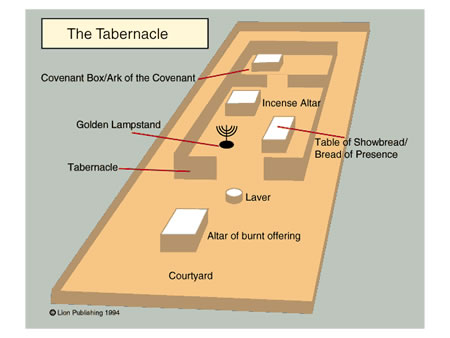 The Tabernacle
Covenant Box/Ark of the Covenant
Incense Altar
Golden Lampstand
Table of Showbread/
Bread of Presence
Tabernacle
Laver
Altar of burnt offering
Courtyard
© Lion Publishing 1994